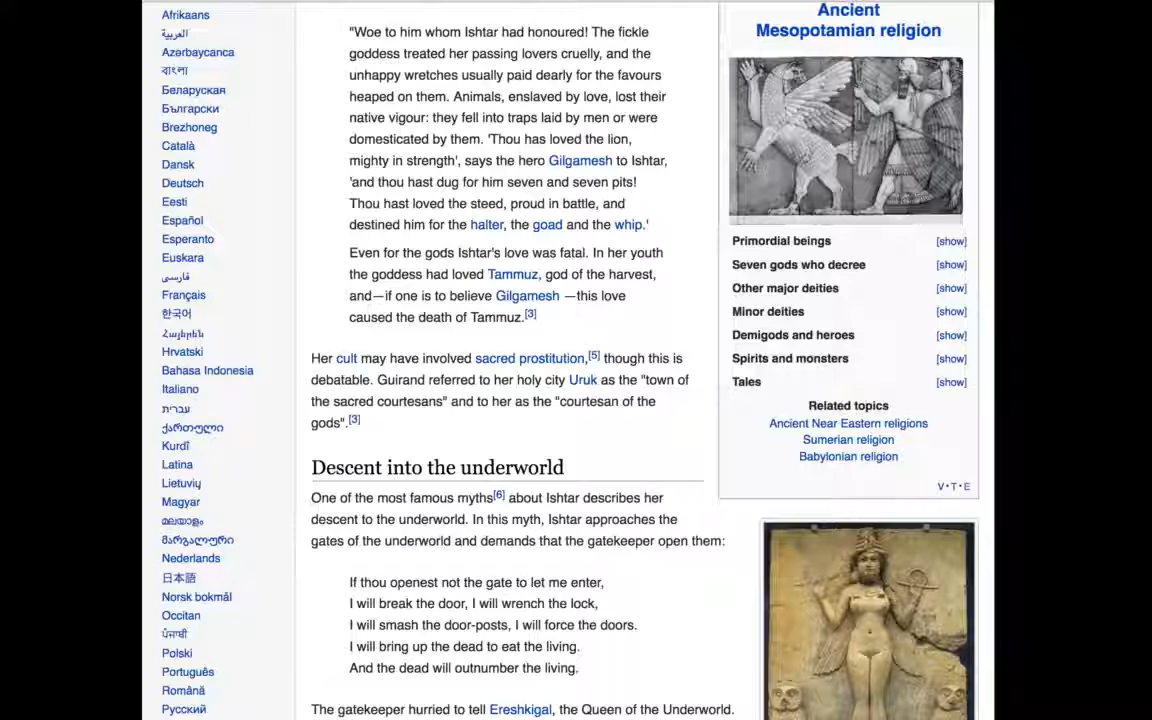 Afrikaans
العربية
Azərbaycanca
বাংলা
Беларуская
Български
Brezhoneg
Català
Dansk
Deutsch
Eesti
Español
Esperanto
Euskara
فارسی
Français
한국어
Հայերեն
Hrvatski
Bahasa Indonesia
Italiano
עברית
ქართული
Kurdî
Latina
Lietuvių
Magyar
മലയാളം
მარგალური
Nederlands
日本語
Norsk bokmål
Occitan
ਪੰਜਾਬੀ
Polski
Português
Română
Русский
"Woe to him whom Ishtar had honoured! The fickle
goddess treated her passing lovers cruelly, and the
unhappy wretches usually paid dearly for the favours
heaped on them. Animals, enslaved by love, lost their
native vigour: they fell into traps laid by men or were
domesticated by them. 'Thou has loved the lion,
mighty in strength', says the hero Gilgamesh to Ishtar,
'and thou hast dug for him seven and seven pits!
Thou hast loved the steed, proud in battle, and
destined him for the halter, the goad and the whip.'
Even for the gods Ishtar's love was fatal. In her youth
the goddess had loved Tammuz, god of the harvest,
and—if one is to believe Gilgamesh —this love
caused the death of Tammuz.[3]
Her cult may have involved sacred prostitution,[5] though this is
debatable. Guirand referred to her holy city Uruk as the "town of
the sacred courtesans" and to her as the "courtesan of the
gods".[3]
Descent into the underworld
One of the most famous myths[6] about Ishtar describes her
descent to the underworld. In this myth, Ishtar approaches the
gates of the underworld and demands that the gatekeeper open them:
If thou openest not the gate to let me enter,
I will break the door, I will wrench the lock,
I will smash the door-posts, I will force the doors.
I will bring up the dead to eat the living.
And the dead will outnumber the living.
The gatekeeper hurried to tell Ereshkigal, the Queen of the Underworld.
Ancient
Mesopotamian religion
Primordial beings [show]
Seven gods who decree [show]
Other major deities [show]
Minor deities [show]
Demigods and heroes [show]
Spirits and monsters [show]
Tales [show]
Related topics
Ancient Near Eastern religions
Sumerian religion
Babylonian religion
V·T·E